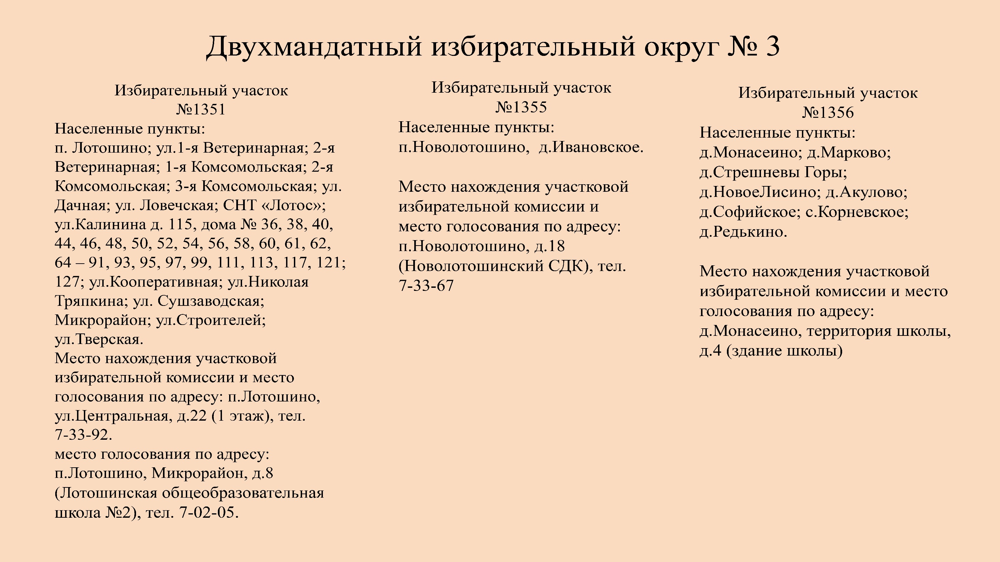 Двухмандатный избирательный округ № 3
Избирательный участок
№1351
Населенные пункты:
п. Лотошино; ул.1-я Ветеринарная; 2-я
Ветеринарная; 1-я Комсомольская; 2-я
Комсомольская; 3-я Комсомольская; ул.
Дачная; ул. Ловечская; СНТ «Лотос»;
ул.Калинина д. 115, дома № 36, 38, 40,
44, 46, 48, 50, 52, 54, 56, 58, 60, 61, 62,
64 – 91, 93, 95, 97, 99, 111, 113, 117, 121;
127; ул.Кооперативная; ул.Николая
Тряпкина; ул. Сушзаводская;
Микрорайон; ул.Строителей;
ул.Тверская.
Место нахождения участковой
избирательной комиссии и место
голосования по адресу: п.Лотошино,
ул.Центральная, д.22 (1 этаж), тел.
7-33-92.
место голосования по адресу:
п.Лотошино, Микрорайон, д.8
(Лотошинская общеобразовательная
школа №2), тел. 7-02-05.
Избирательный участок
№1355
Населенные пункты:
п.Новолотошино,  д.Ивановское.
Место нахождения участковой
избирательной комиссии и
место голосования по адресу:
п.Новолотошино, д.18
(Новолотошинский СДК), тел.
7-33-67
Избирательный участок
№1356
Населенные пункты:
д.Монасеино; д.Марково;
д.Стрешневы Горы;
д.НовоеЛисино; д.Акулово;
д.Софийское; с.Корневское;
д.Редькино.
Место нахождения участковой
избирательной комиссии и место
голосования по адресу:
д.Монасеино, территория школы,
д.4 (здание школы)